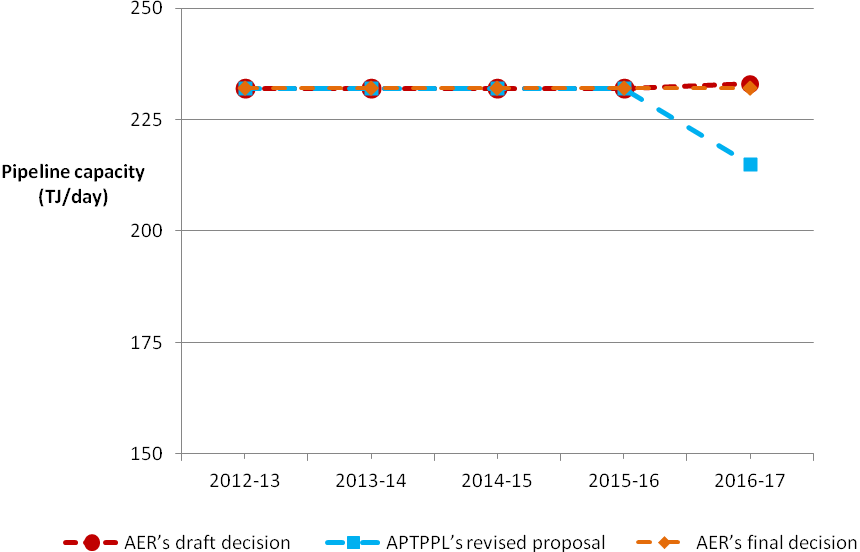 250
225
Pipeline capacity
(TJ/day)
200
175
150
2012-13 2013-14 2014-15 2015-16 2016-17
AER's draft decision APTPPL's revised proposal AER's final decision